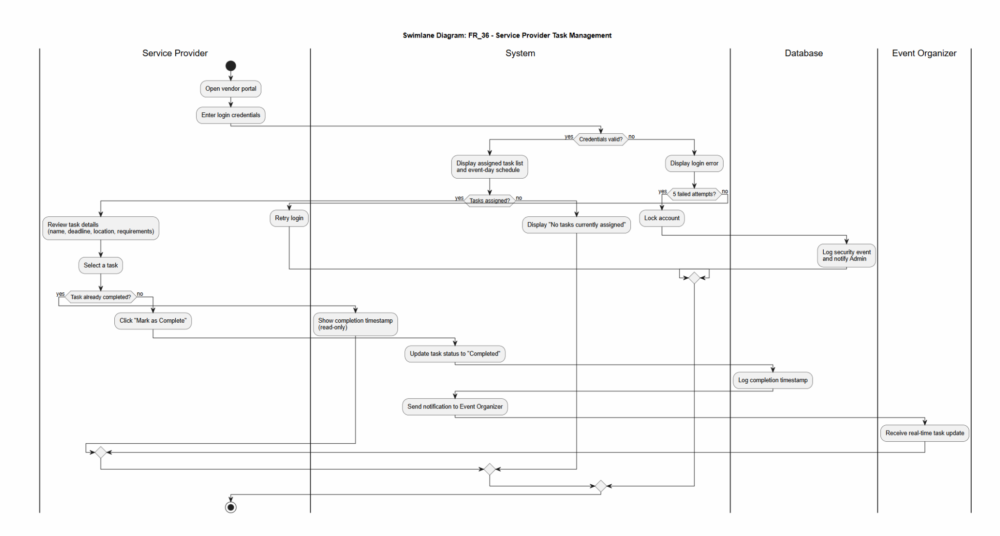 Swimlane Diagram: FR_36 - Service Provider Task Management
Service Provider
System
Database
Event Organizer
Open vendor portal
Enter login credentials
yes
Credentials valid?
no
Display assigned task list
and event-day schedule
Display login error
yes
Tasks assigned?
no
yes
5 failed attempts?
no
Review task details
(name, deadline, location, requirements)
Retry login
Display "No tasks currently assigned"
Lock account
Log security event
and notify Admin
Select a task
yes
Task already completed?
no
Click "Mark as Complete"
Show completion timestamp
(read-only)
Update task status to "Completed"
Log completion timestamp
Send notification to Event Organizer
Receive real-time task update